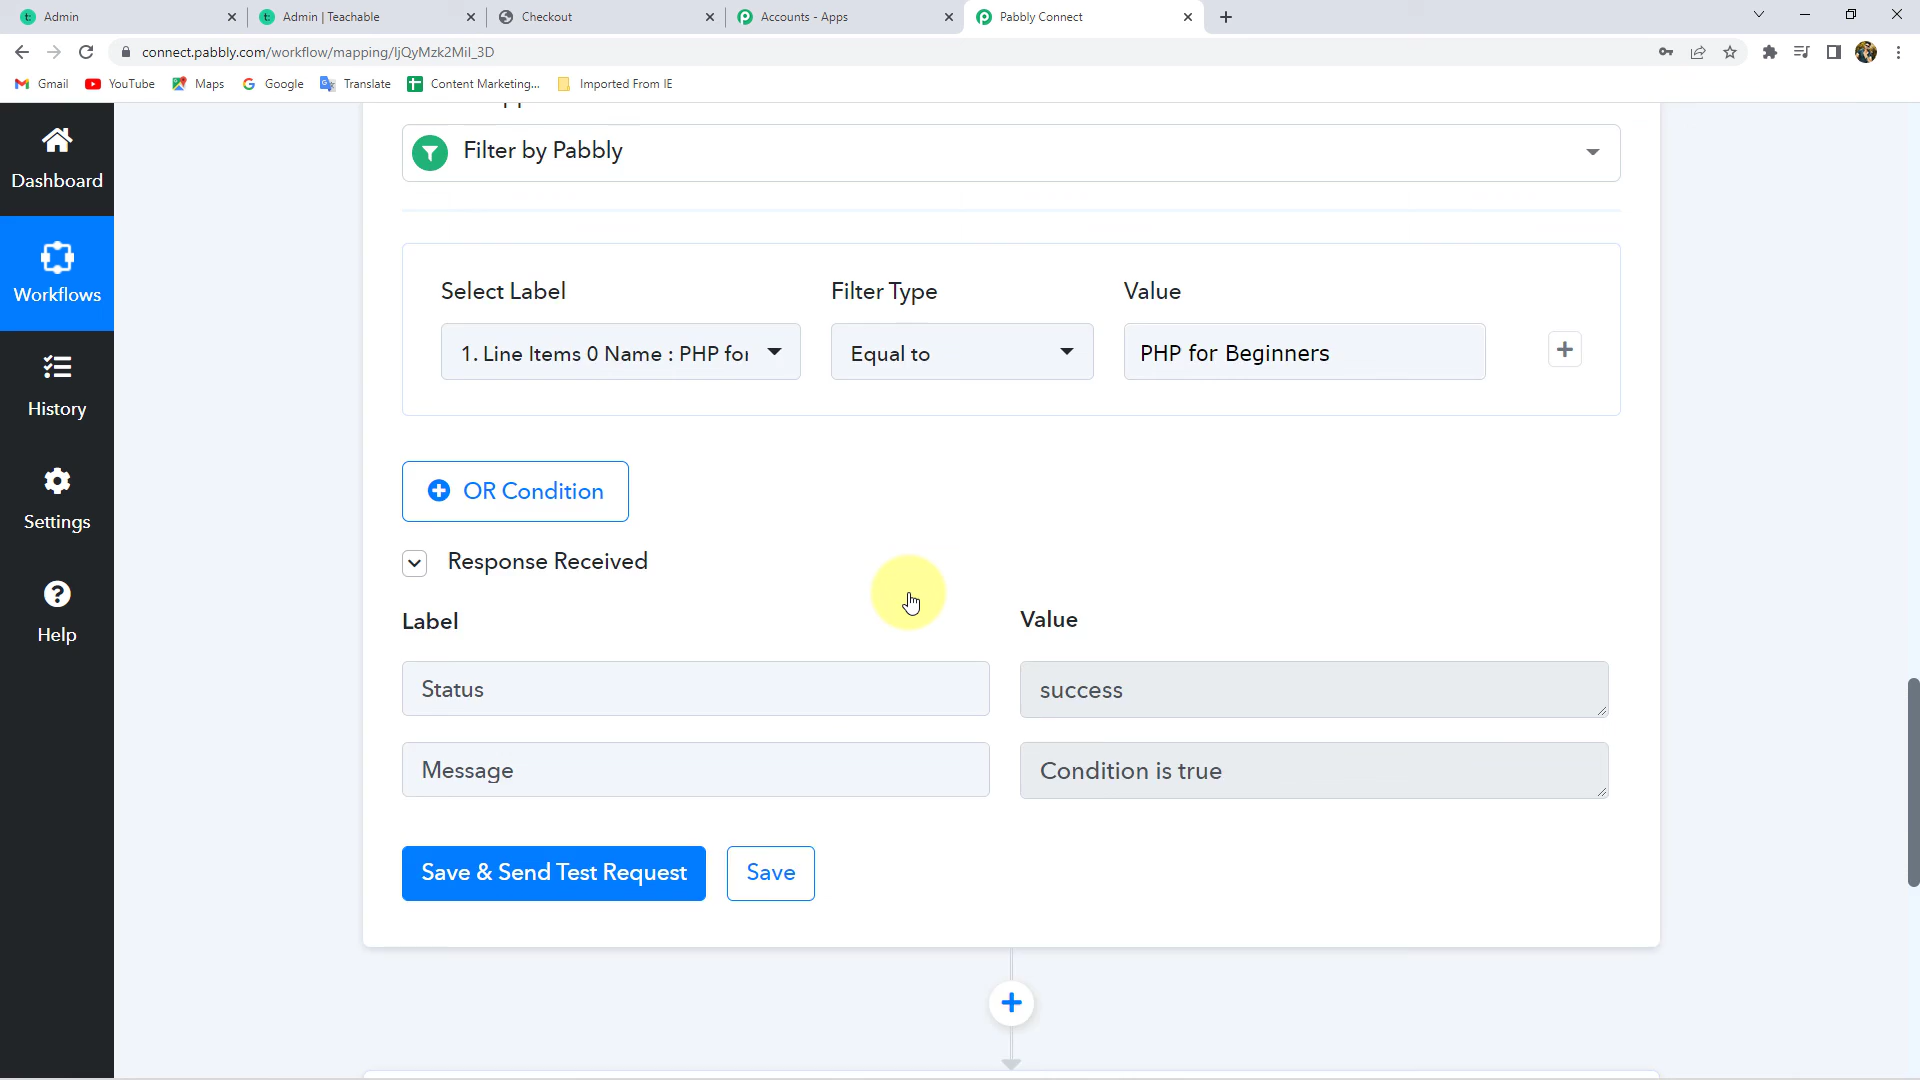 Admin
Admin | Teachable
Checkout
Accounts - Apps
Pabbly Connect
connect.pabbly.com/workflow/mapping/IjQyMzk2MiI_3D
Gmail
YouTube
Maps
Google
Translate
Content Marketing...
Imported From IE
Dashboard
Workflows
History
Settings
Help
Filter by Pabbly
Select Label
Filter Type
Value
1. Line Items 0 Name : PHP for
Equal to
PHP for Beginners
OR Condition
Response Received
Label
Value
Status
success
Message
Condition is true
Save & Send Test Request
Save